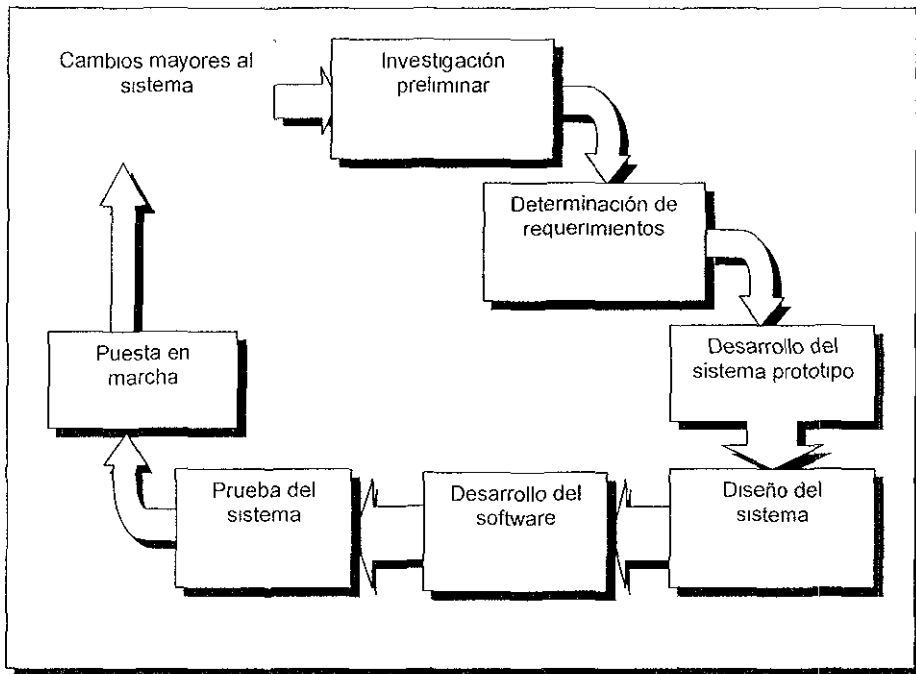 Cambios mayores al
sistema
Investigación
preliminar
Determinación de
requerimientos
Desarrollo del
sistema prototipo
Diseño del
sistema
Desarrollo del
software
Prueba del
sistema
Puesta en
marcha